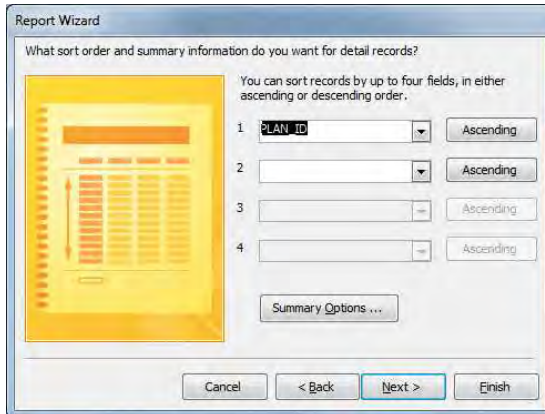 Report Wizard
What sort order and summary information do you want for detail records?
You can sort records by up to four fields, in either
ascending or descending order.
1 PLAN_ID Ascending
2 Ascending
3 Ascending
4 Ascending
Summary Options ...
Cancel < Back Next > Finish